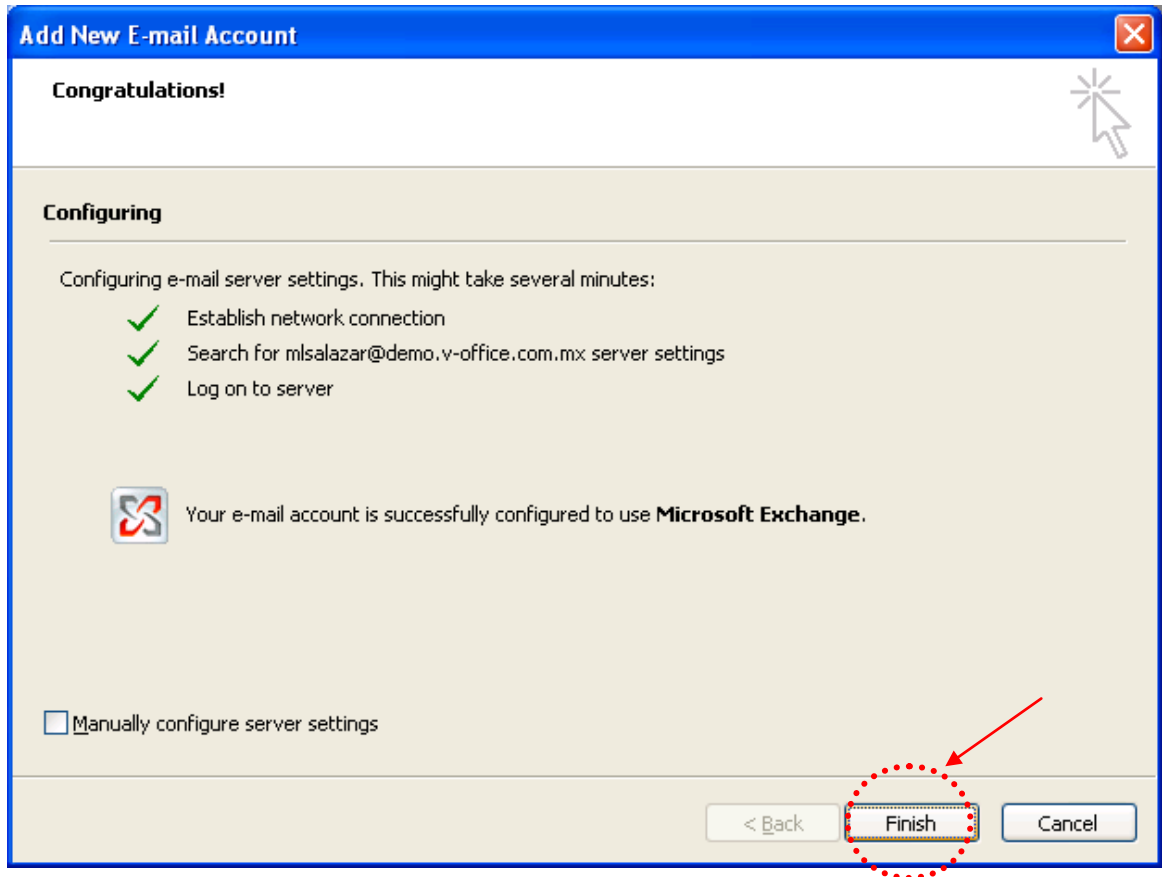 Add New E-mail Account
Congratulations!
Configuring
Configuring e-mail server settings. This might take several minutes:
Establish network connection
Search for mlsalazar@demo.v-office.com.mx server settings
Log on to server
Your e-mail account is successfully configured to use Microsoft Exchange.
Manually configure server settings
< Back Finish Cancel